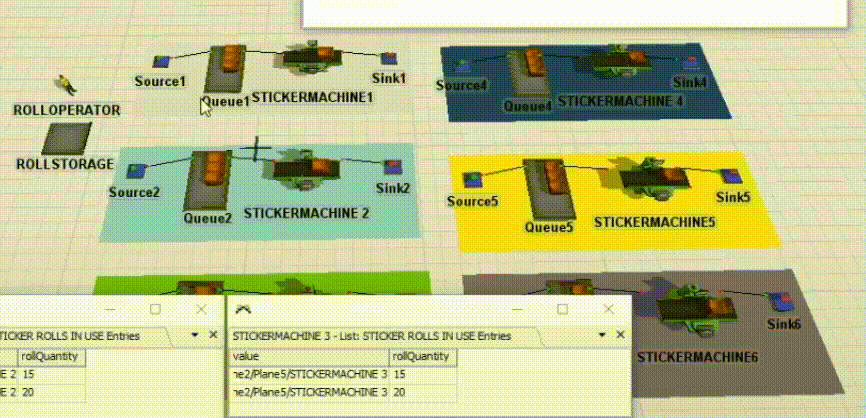 Source1
Queue1
STICKERMACHINE1
Sink1
Source4
Queue4
STICKERMACHINE 4
Sink4
ROLLOPERATOR
ROLLSTORAGE
Source2
Queue2
STICKERMACHINE 2
Sink2
Source5
Queue5
STICKERMACHINE5
Sink5
Sink6
STICKERMACHINE6
TICKER ROLLS IN USE Entries
rollQuantity
E 2 15
E 2 20
STICKERMACHINE 3 - List: STICKER ROLLS IN USE Entries
value rollQuantity
ne2/Plane5/STICKERMACHINE 3 15
ne2/Plane5/STICKERMACHINE 3 20